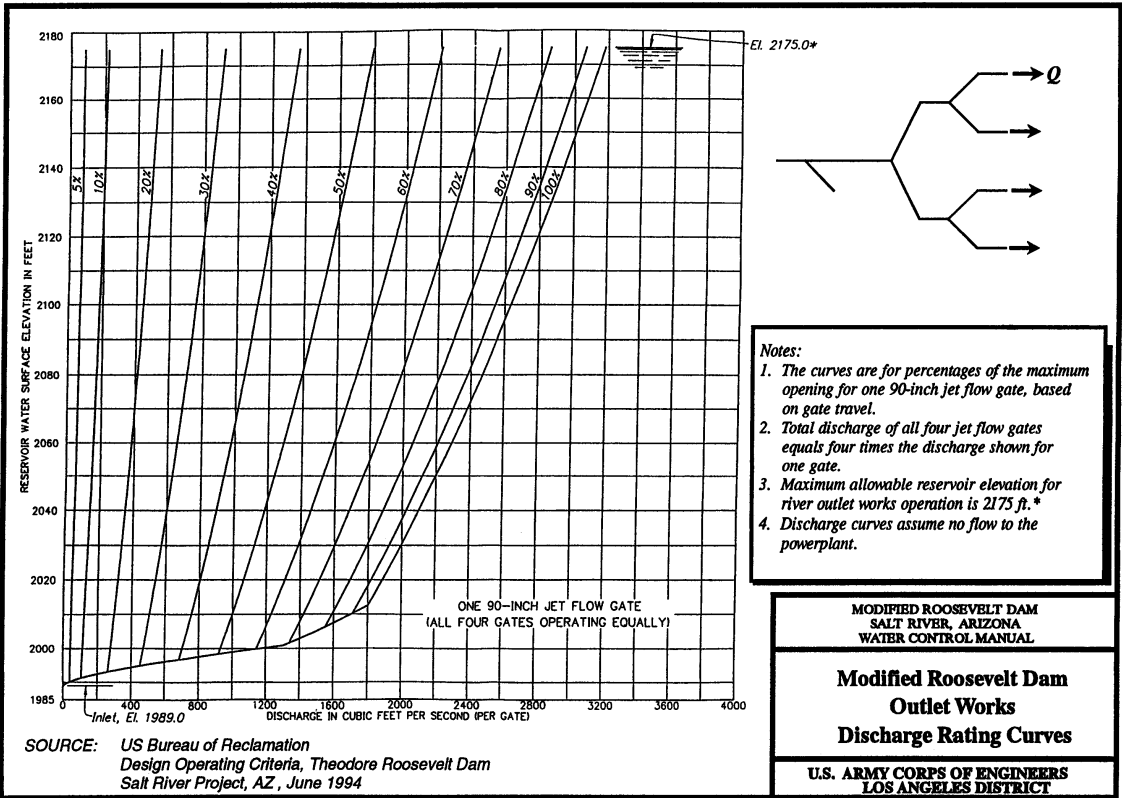 2180
2160
2140
2120
2100
2080
2060
2040
2020
2000
1985
RESERVOIR WATER SURFACE ELEVATION IN FEET
5%
10%
20%
30%
40%
50%
60%
70%
80%
90%
100%
El. 2175.0*
Q
ONE 90-INCH JET FLOW GATE
(ALL FOUR GATES OPERATING EQUALLY)
0
400
800
1200
1600
2000
2400
2800
3200
3600
4000
Inlet, El. 1989.0
DISCHARGE IN CUBIC FEET PER SECOND (PER GATE)
Notes:
1. The curves are for percentages of the maximum
opening for one 90-inch jet flow gate, based
on gate travel.
2. Total discharge of all four jet flow gates
equals four times the discharge shown for
one gate.
3. Maximum allowable reservoir elevation for
river outlet works operation is 2175 ft.*
4. Discharge curves assume no flow to the
powerplant.
MODIFIED ROOSEVELT DAM
SALT RIVER, ARIZONA
WATER CONTROL MANUAL
Modified Roosevelt Dam
Outlet Works
Discharge Rating Curves
U.S. ARMY CORPS OF ENGINEERS
LOS ANGELES DISTRICT
SOURCE: US Bureau of Reclamation
Design Operating Criteria, Theodore Roosevelt Dam
Salt River Project, AZ , June 1994